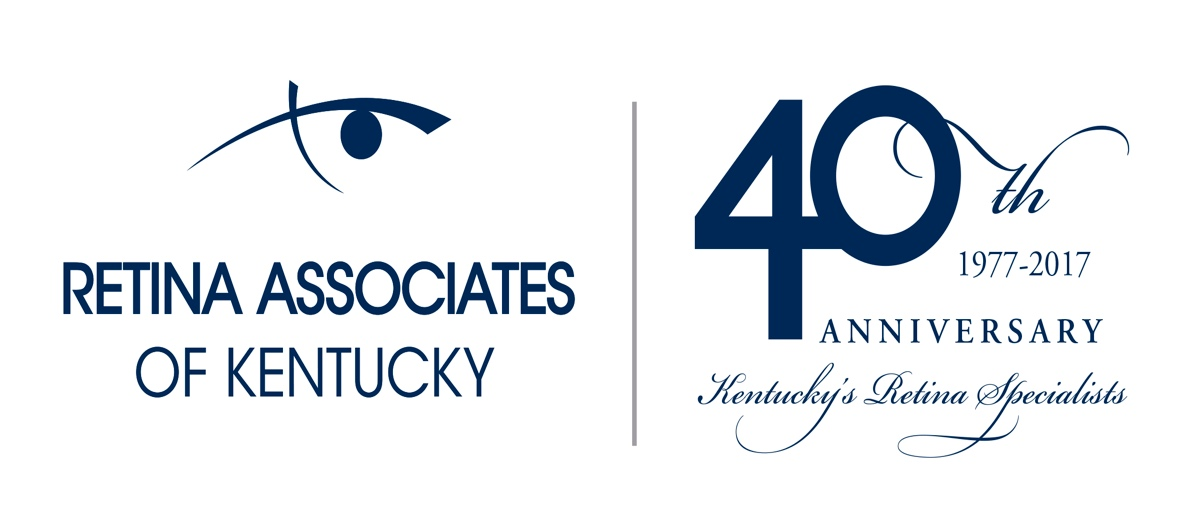 RETINA ASSOCIATES
OF KENTUCKY
40th
1977-2017
ANNIVERSARY
Kentucky's Retina Specialists